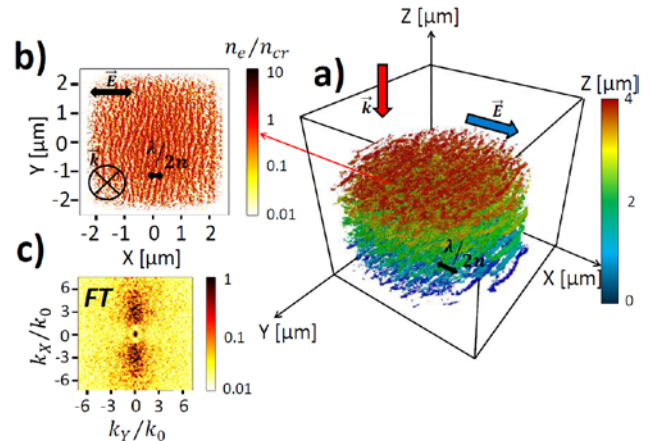 b)
n_e/n_cr
10
1
0.1
0.01
2
1
0
-1
-2
Y [μm]
E⃗
k⃗
λ/2n
-2 -1 0 1 2
X [μm]
c)
FT
6
3
0
-3
-6
k_X/k_0
-6 -3 0 3 6
k_Y/k_0
1
0.1
0.01
a)
Z [μm]
k⃗
E⃗
λ/2n
X [μm]
Y [μm]
Z [μm]
4
2
0